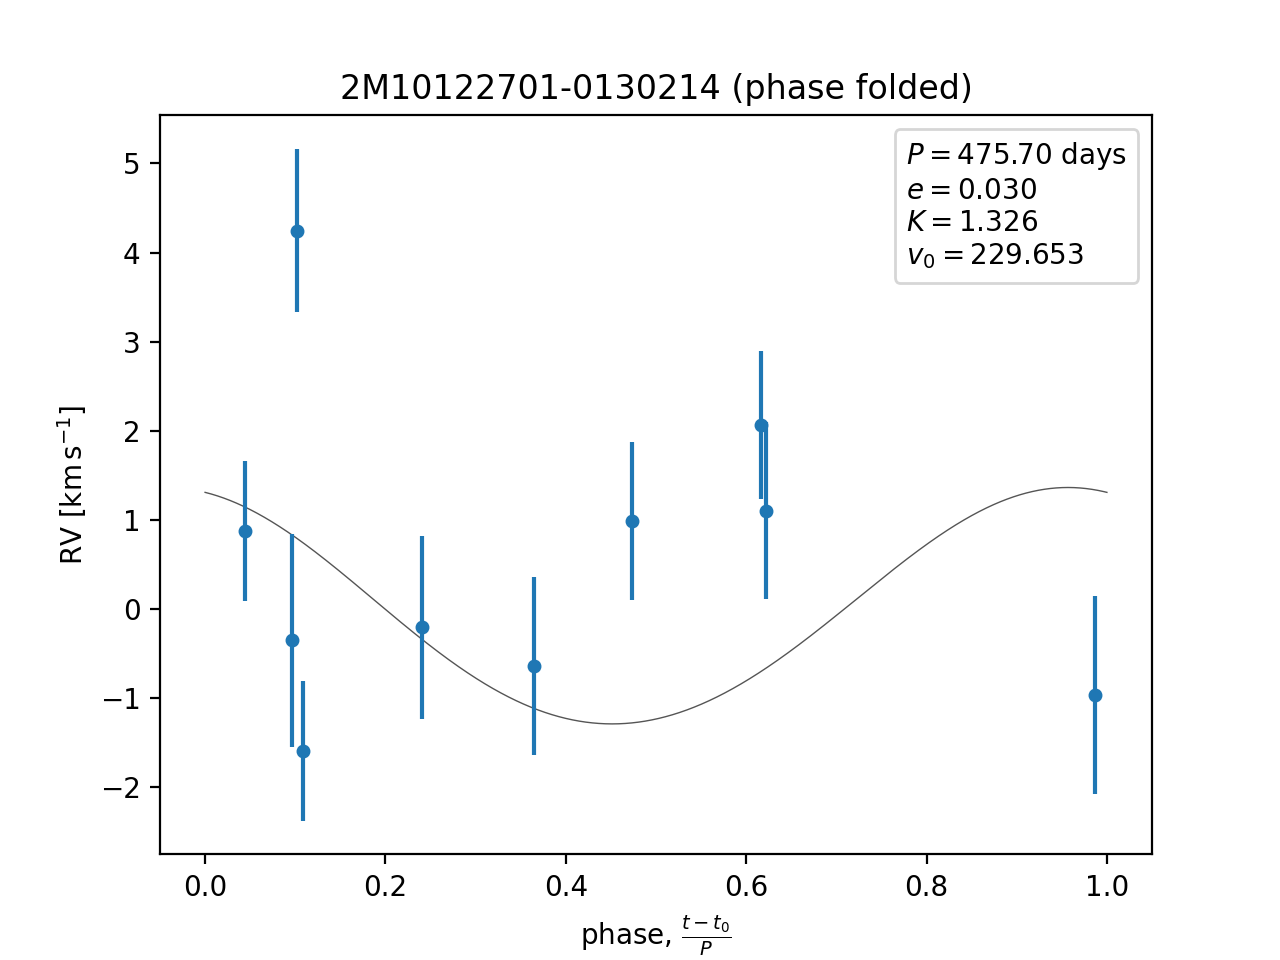 2M10122701-0130214 (phase folded)
P = 475.70 days
e = 0.030
K = 1.326
v₀ = 229.653
RV [km s⁻¹]
5
4
3
2
1
0
−1
−2
0.0 0.2 0.4 0.6 0.8 1.0
phase, (t − t₀)/P